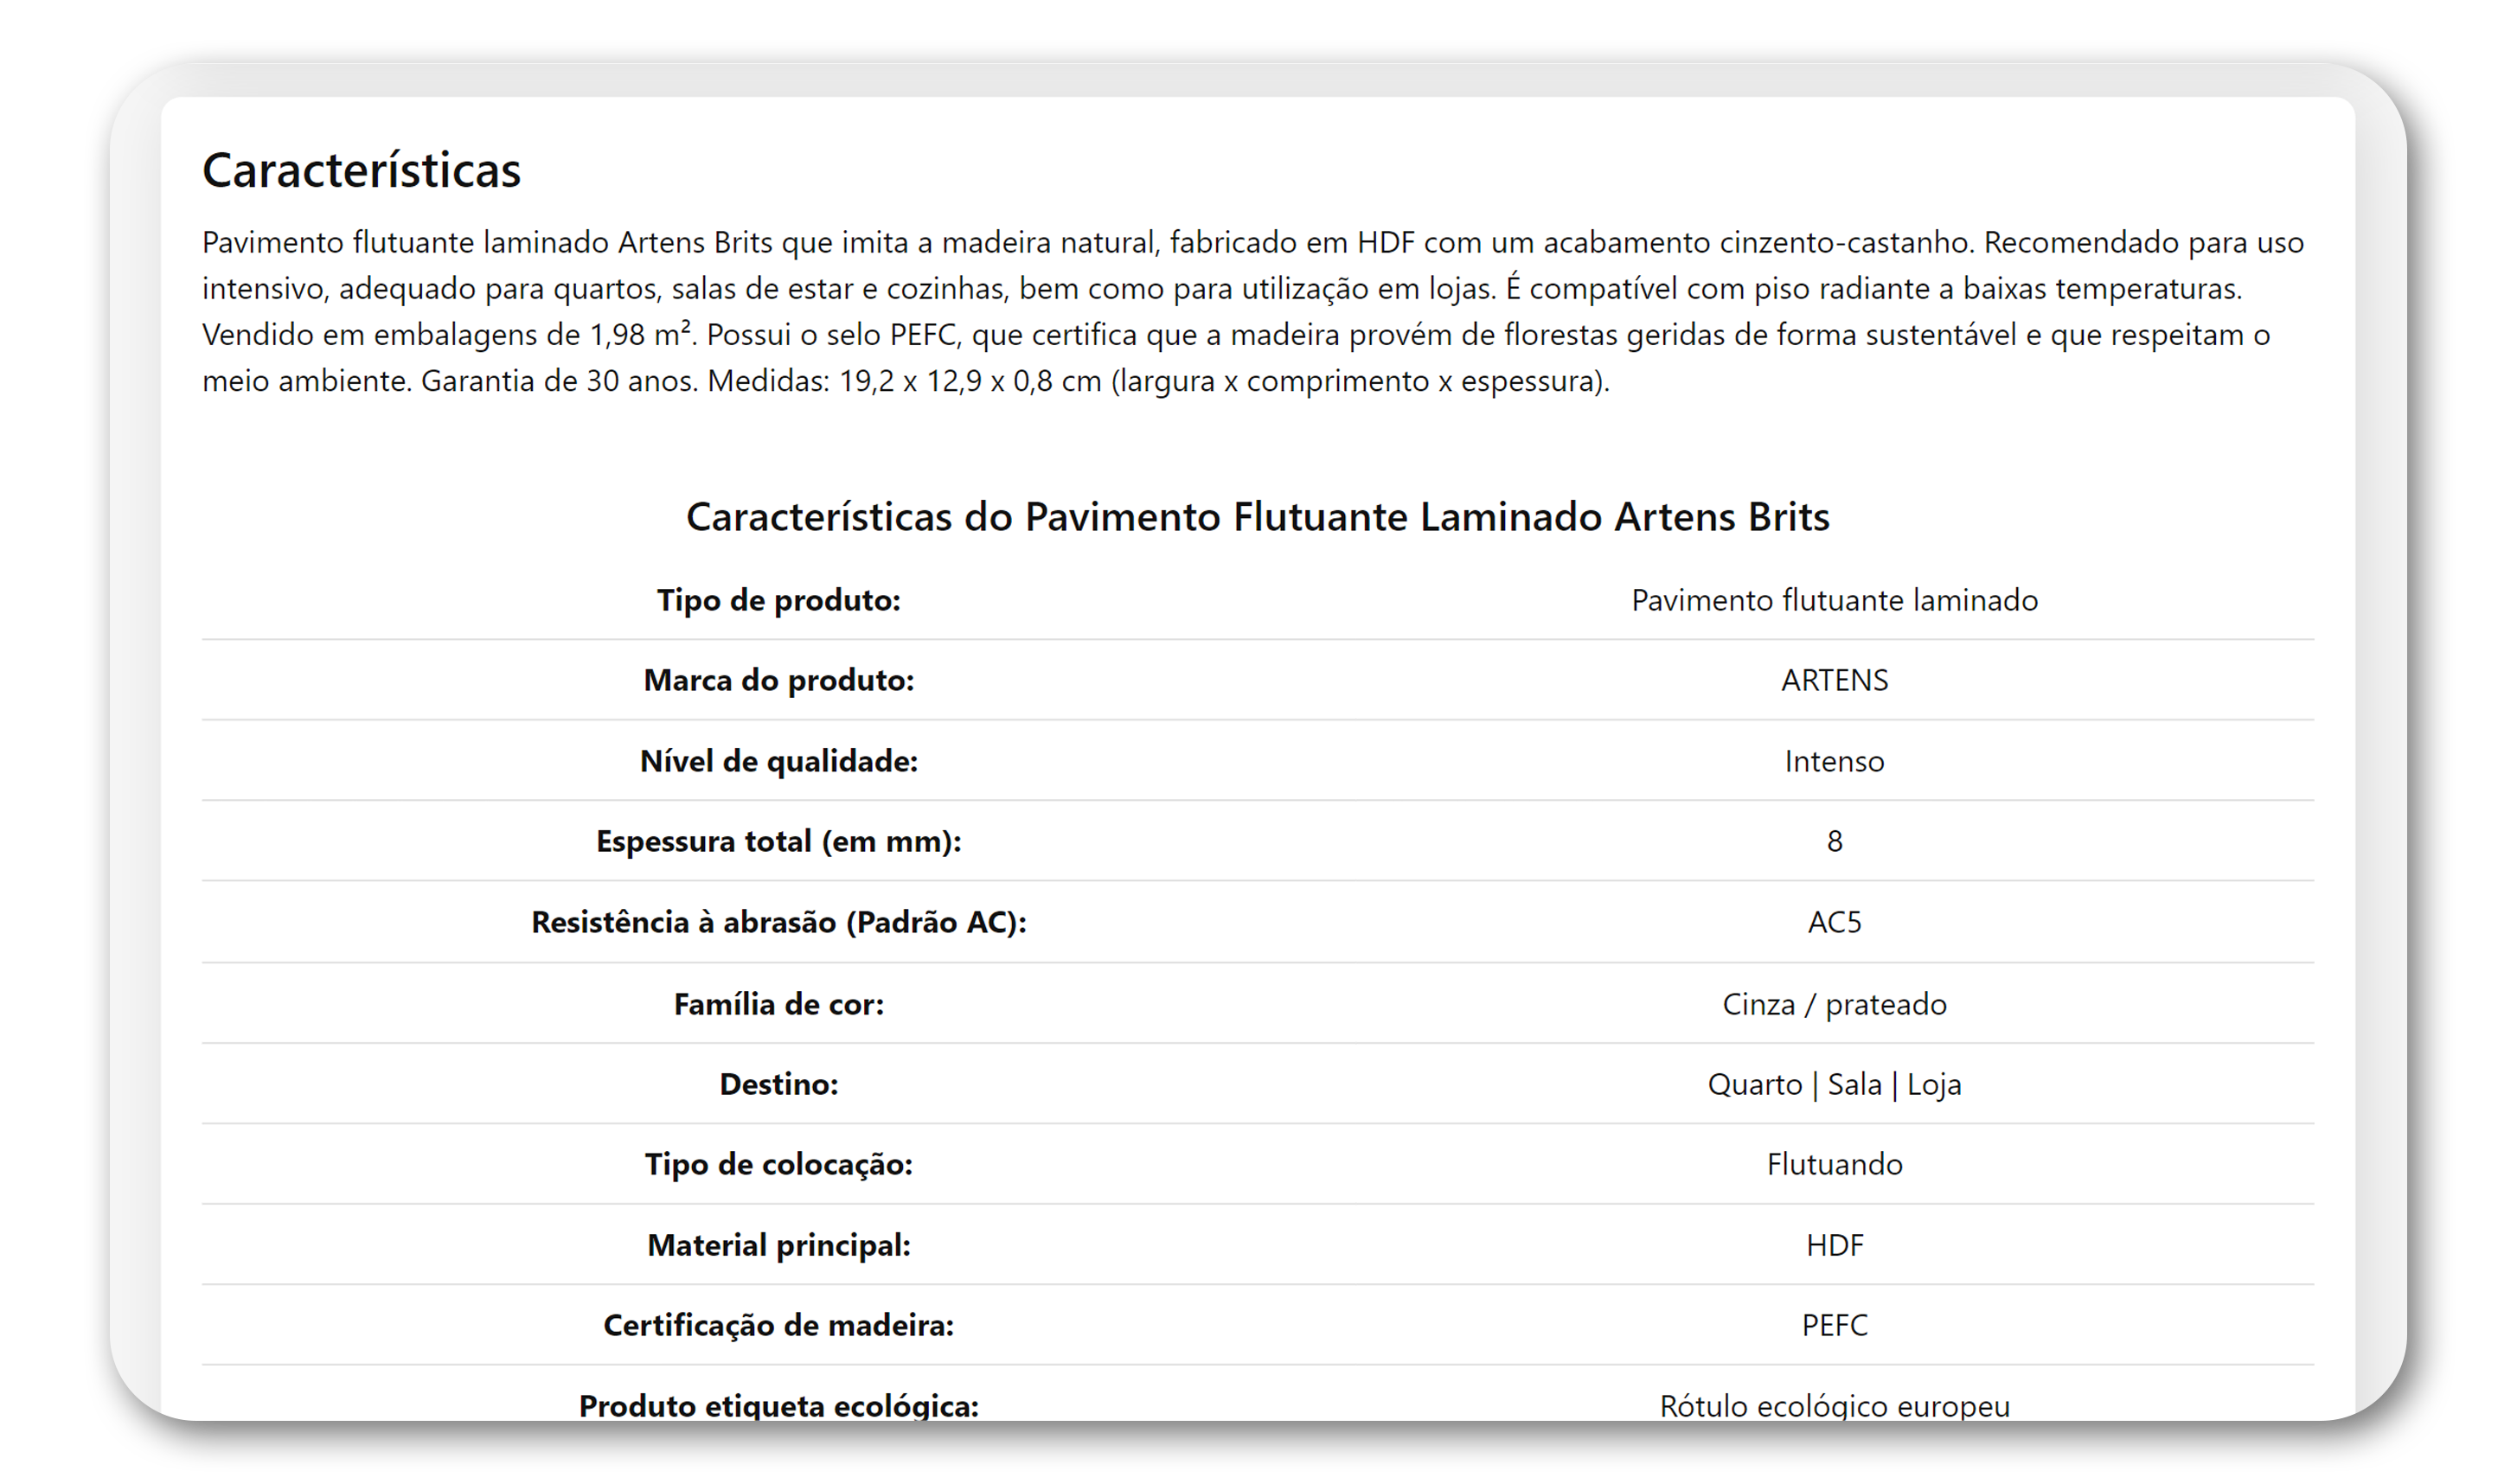 Características
Pavimento flutuante laminado Artens Brits que imita a madeira natural, fabricado em HDF com um acabamento cinzento-castanho. Recomendado para uso
intensivo, adequado para quartos, salas de estar e cozinhas, bem como para utilização em lojas. É compatível com piso radiante a baixas temperaturas.
Vendido em embalagens de 1,98 m². Possui o selo PEFC, que certifica que a madeira provém de florestas geridas de forma sustentável e que respeitam o
meio ambiente. Garantia de 30 anos. Medidas: 19,2 x 12,9 x 0,8 cm (largura x comprimento x espessura).
Características do Pavimento Flutuante Laminado Artens Brits
Tipo de produto: Pavimento flutuante laminado
Marca do produto: ARTENS
Nível de qualidade: Intenso
Espessura total (em mm): 8
Resistência à abrasão (Padrão AC): AC5
Família de cor: Cinza / prateado
Destino: Quarto | Sala | Loja
Tipo de colocação: Flutuando
Material principal: HDF
Certificação de madeira: PEFC
Produto etiqueta ecológica: Rótulo ecológico europeu